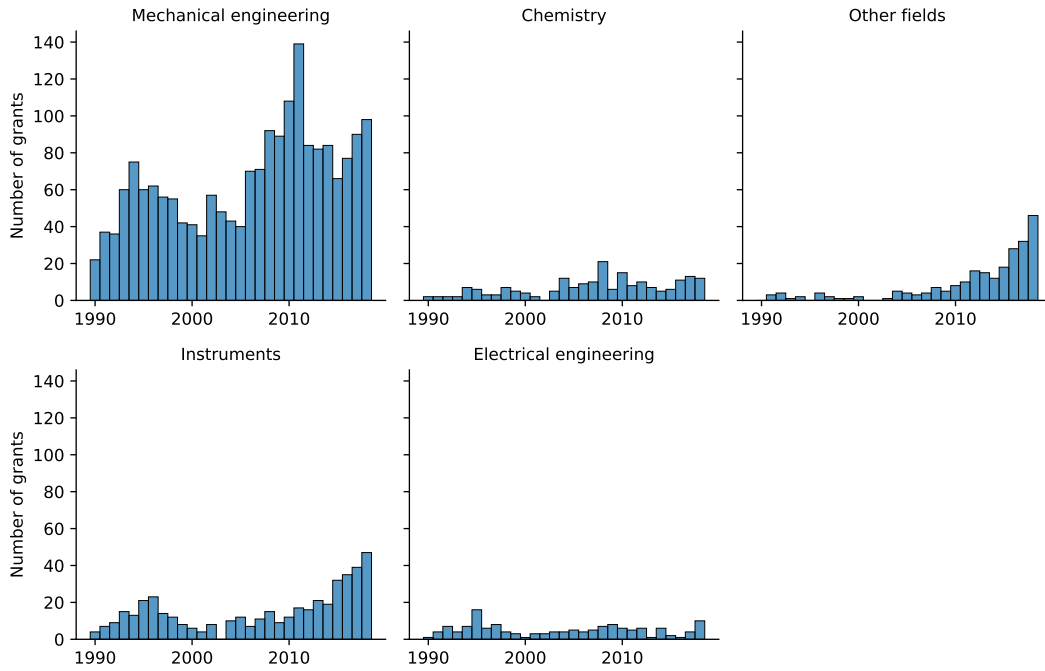 Mechanical engineering
Chemistry
Other fields
Number of grants
140
120
100
80
60
40
20
0
1990 2000 2010
1990 2000 2010
1990 2000 2010
Instruments
Electrical engineering
Number of grants
140
120
100
80
60
40
20
0
1990 2000 2010
1990 2000 2010